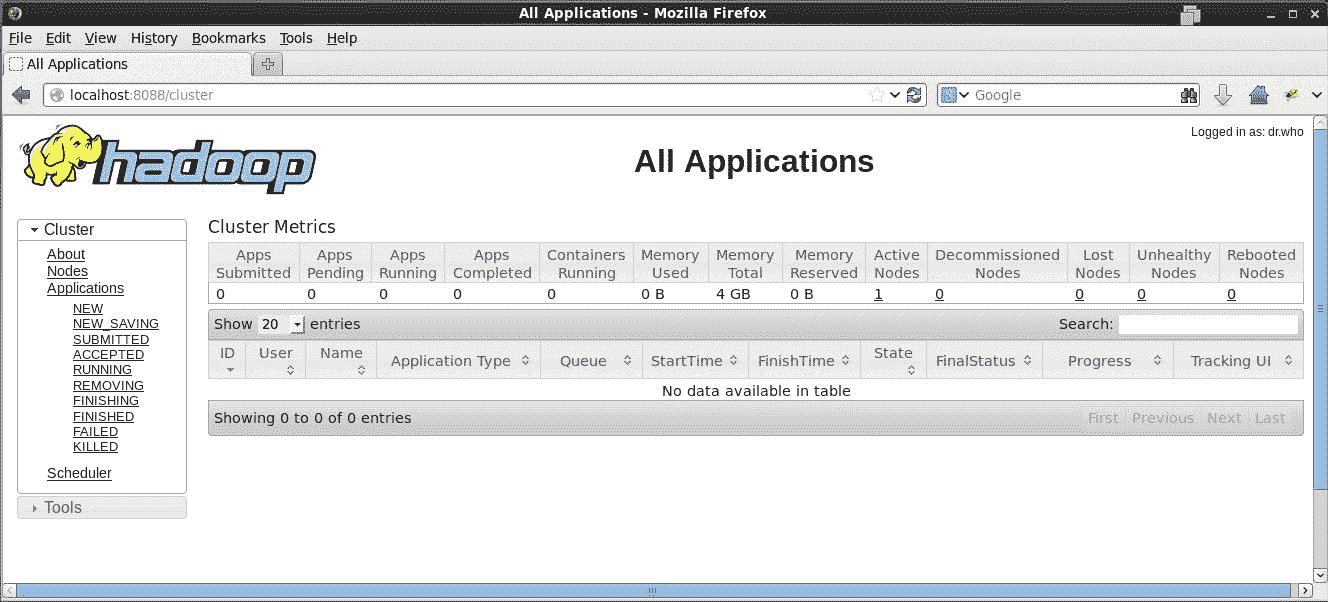 All Applications - Mozilla Firefox
File Edit View History Bookmarks Tools Help
All Applications
localhost:8088/cluster
Google
Logged in as: dr.who
hadoop
All Applications
Cluster
About
Nodes
Applications
NEW
NEW_SAVING
SUBMITTED
ACCEPTED
RUNNING
REMOVING
FINISHING
FINISHED
FAILED
KILLED
Scheduler
Tools
Cluster Metrics
Apps Submitted Apps Pending Apps Running Apps Completed Containers Running Memory Used Memory Total Memory Reserved Active Nodes Decommissioned Nodes Lost Nodes Unhealthy Nodes Rebooted Nodes
0 0 0 0 0 0 B 4 GB 0 B 1 0 0 0 0
Show 20 entries Search:
ID User Name Application Type Queue StartTime FinishTime State FinalStatus Progress Tracking UI
No data available in table
Showing 0 to 0 of 0 entries First Previous Next Last